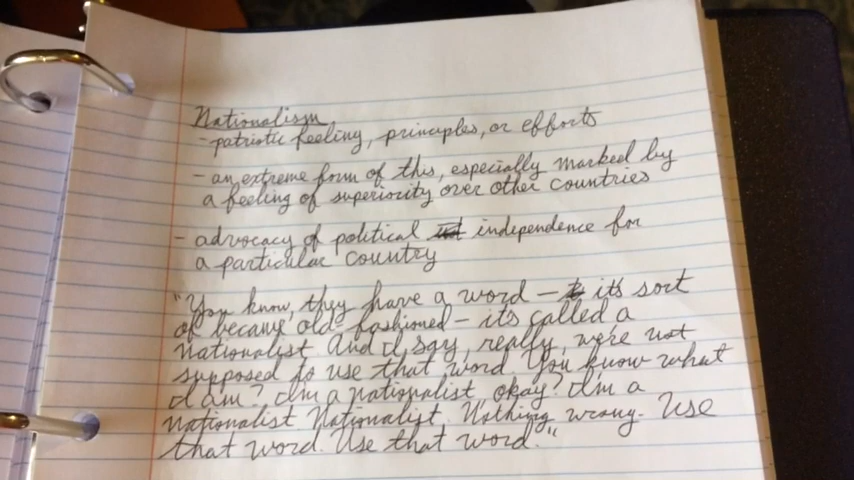 Nationalism
- patriotic feeling, principles, or efforts
- an extreme form of this, especially marked by
a feeling of superiority over other countries
- advocacy of political independence for
a particular country
"You know, they have a word – it's sort
of became old-fashioned – it's called a
nationalist. And I say, really, we're not
supposed to use that word. You know what
I am? I'm a nationalist, okay? I'm a
nationalist. Nationalist. Nothing wrong. Use
that word. Use that word."